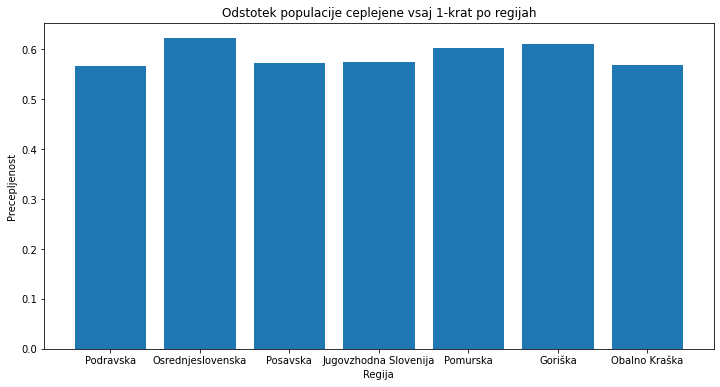 Odstotek populacije cepljene vsaj 1-krat po regijah
Precepljenost
0.6
0.5
0.4
0.3
0.2
0.1
0.0
Podravska Osrednjeslovenska Posavska Jugovzhodna Slovenija Pomurska Goriška Obalno Kraška
Regija